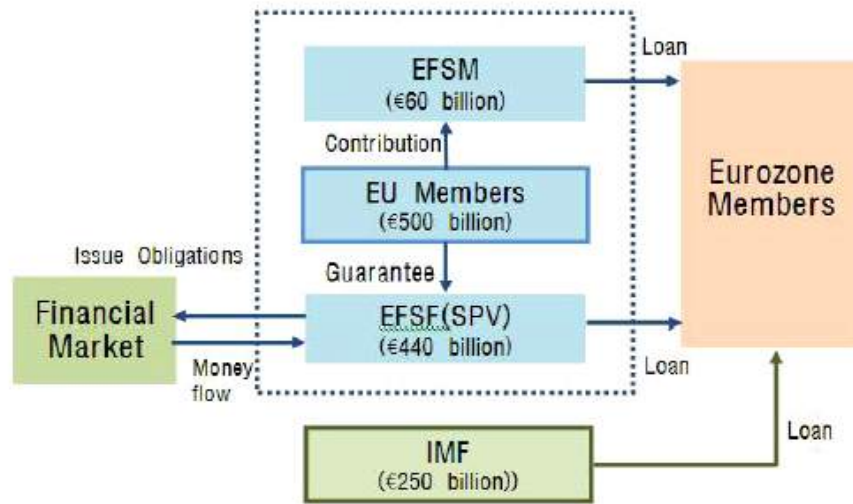 EFSM
(€60 billion)
Loan
Contribution
EU Members
(€500 billion)
Eurozone
Members
Issue Obligations
Guarantee
Financial
Market
EFSF(SPV)
(€440 billion)
Money
flow
Loan
IMF
(€250 billion))
Loan